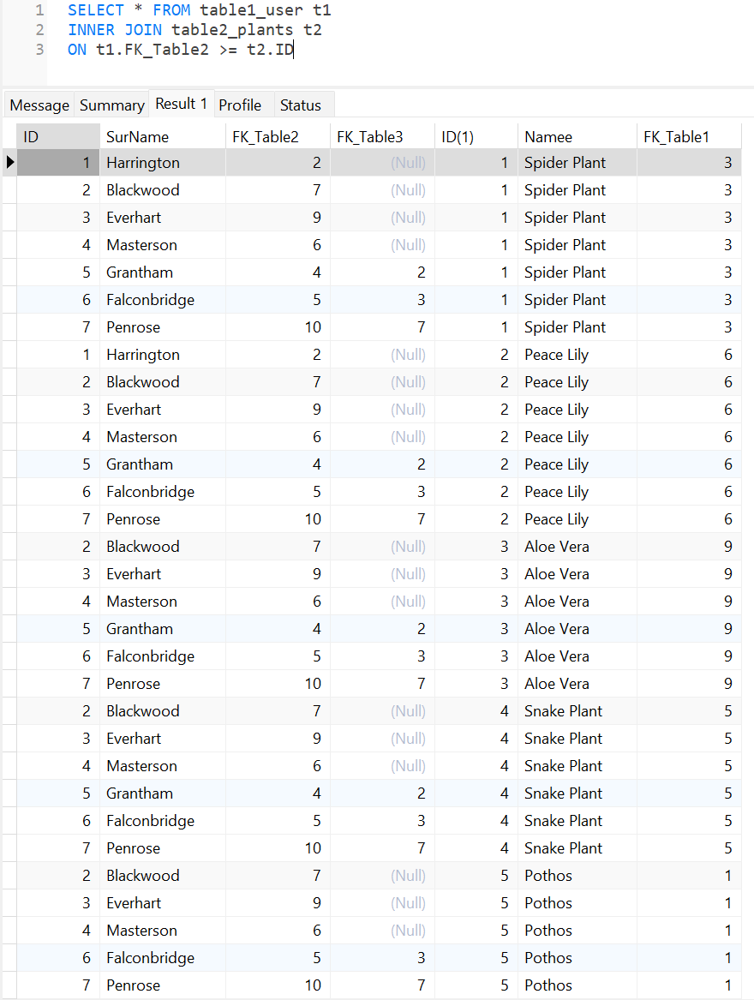 1 SELECT * FROM table1_user t1
2 INNER JOIN table2_plants t2
3 ON t1.FK_Table2 >= t2.ID
Message Summary Result 1 Profile Status
ID SurName FK_Table2 FK_Table3 ID(1) Namee FK_Table1
1 Harrington 2 (Null) 1 Spider Plant 3
2 Blackwood 7 (Null) 1 Spider Plant 3
3 Everhart 9 (Null) 1 Spider Plant 3
4 Masterson 6 (Null) 1 Spider Plant 3
5 Grantham 4 2 1 Spider Plant 3
6 Falconbridge 5 3 1 Spider Plant 3
7 Penrose 10 7 1 Spider Plant 3
1 Harrington 2 (Null) 2 Peace Lily 6
2 Blackwood 7 (Null) 2 Peace Lily 6
3 Everhart 9 (Null) 2 Peace Lily 6
4 Masterson 6 (Null) 2 Peace Lily 6
5 Grantham 4 2 2 Peace Lily 6
6 Falconbridge 5 3 2 Peace Lily 6
7 Penrose 10 7 2 Peace Lily 6
2 Blackwood 7 (Null) 3 Aloe Vera 9
3 Everhart 9 (Null) 3 Aloe Vera 9
4 Masterson 6 (Null) 3 Aloe Vera 9
5 Grantham 4 2 3 Aloe Vera 9
6 Falconbridge 5 3 3 Aloe Vera 9
7 Penrose 10 7 3 Aloe Vera 9
2 Blackwood 7 (Null) 4 Snake Plant 5
3 Everhart 9 (Null) 4 Snake Plant 5
4 Masterson 6 (Null) 4 Snake Plant 5
5 Grantham 4 2 4 Snake Plant 5
6 Falconbridge 5 3 4 Snake Plant 5
7 Penrose 10 7 4 Snake Plant 5
2 Blackwood 7 (Null) 5 Pothos 1
3 Everhart 9 (Null) 5 Pothos 1
4 Masterson 6 (Null) 5 Pothos 1
6 Falconbridge 5 3 5 Pothos 1
7 Penrose 10 7 5 Pothos 1